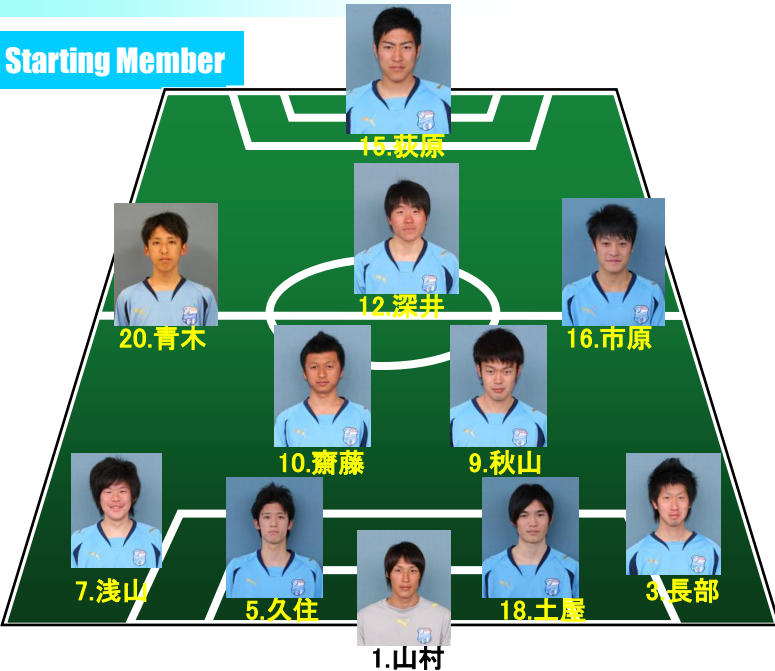 Starting Member
15.荻原
12.深井
20.青木
16.市原
10.齋藤
9.秋山
7.浅山
5.久住
18.土屋
3.長部
1.山村